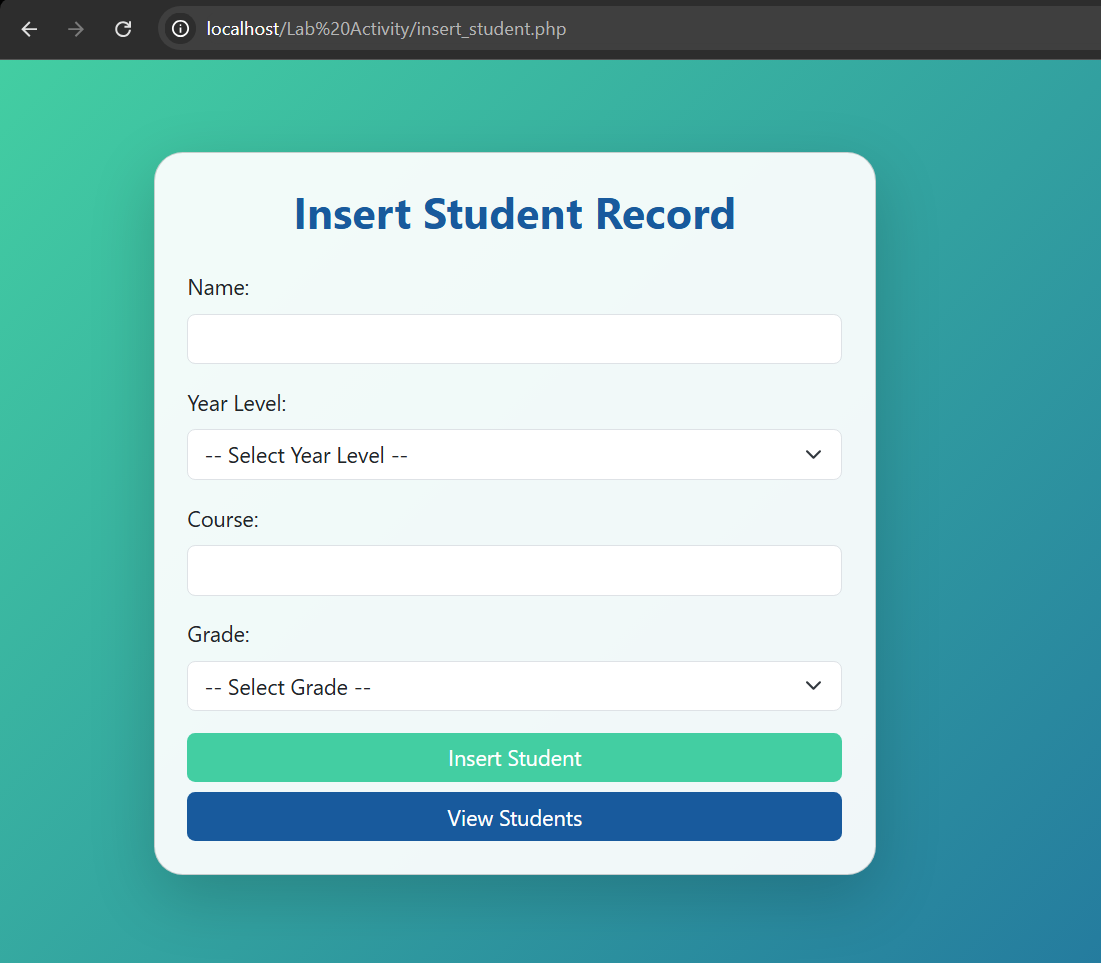 localhost/Lab%20Activity/insert_student.php
Insert Student Record
Name:
Year Level:
-- Select Year Level --
Course:
Grade:
-- Select Grade --
Insert Student
View Students